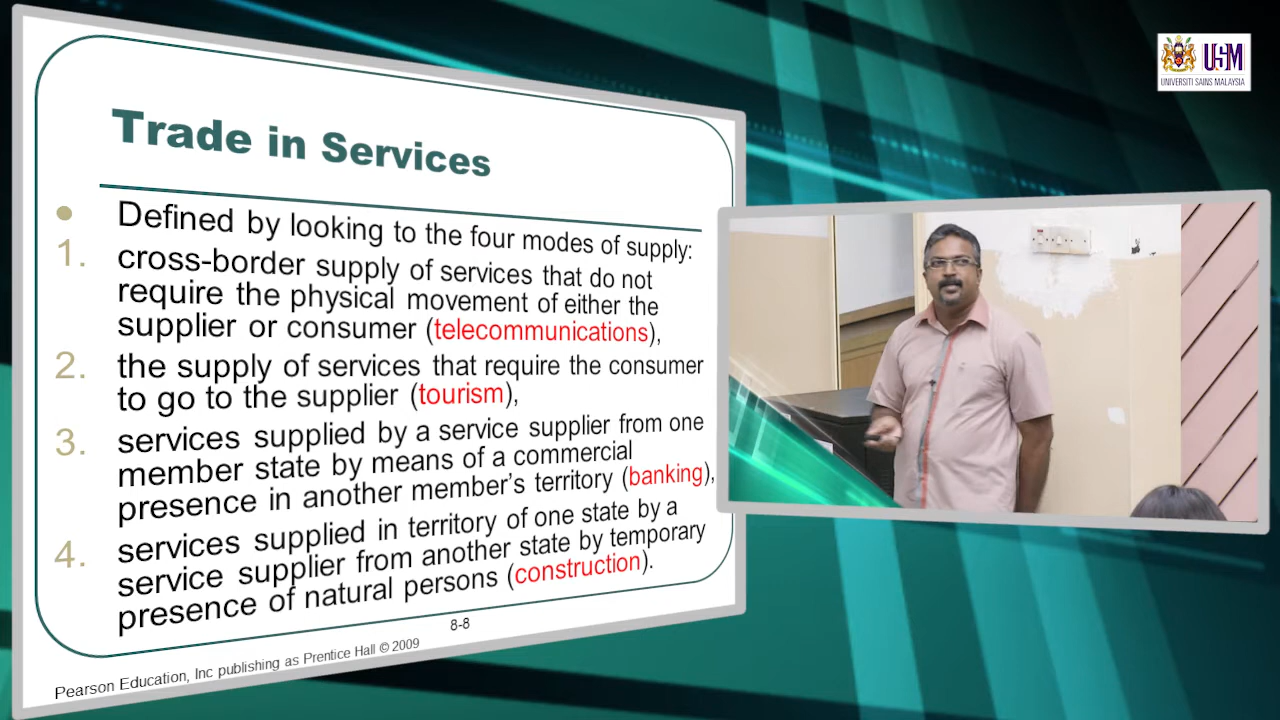 Trade in Services
• Defined by looking to the four modes of supply:
1. cross-border supply of services that do not
require the physical movement of either the
supplier or consumer (telecommunications),
2. the supply of services that require the consumer
to go to the supplier (tourism),
3. services supplied by a service supplier from one
member state by means of a commercial
presence in another member's territory (banking),
4. services supplied in territory of one state by a
service supplier from another state by temporary
presence of natural persons (construction).
8-8
Pearson Education, Inc publishing as Prentice Hall © 2009
USM
UNIVERSITI SAINS MALAYSIA